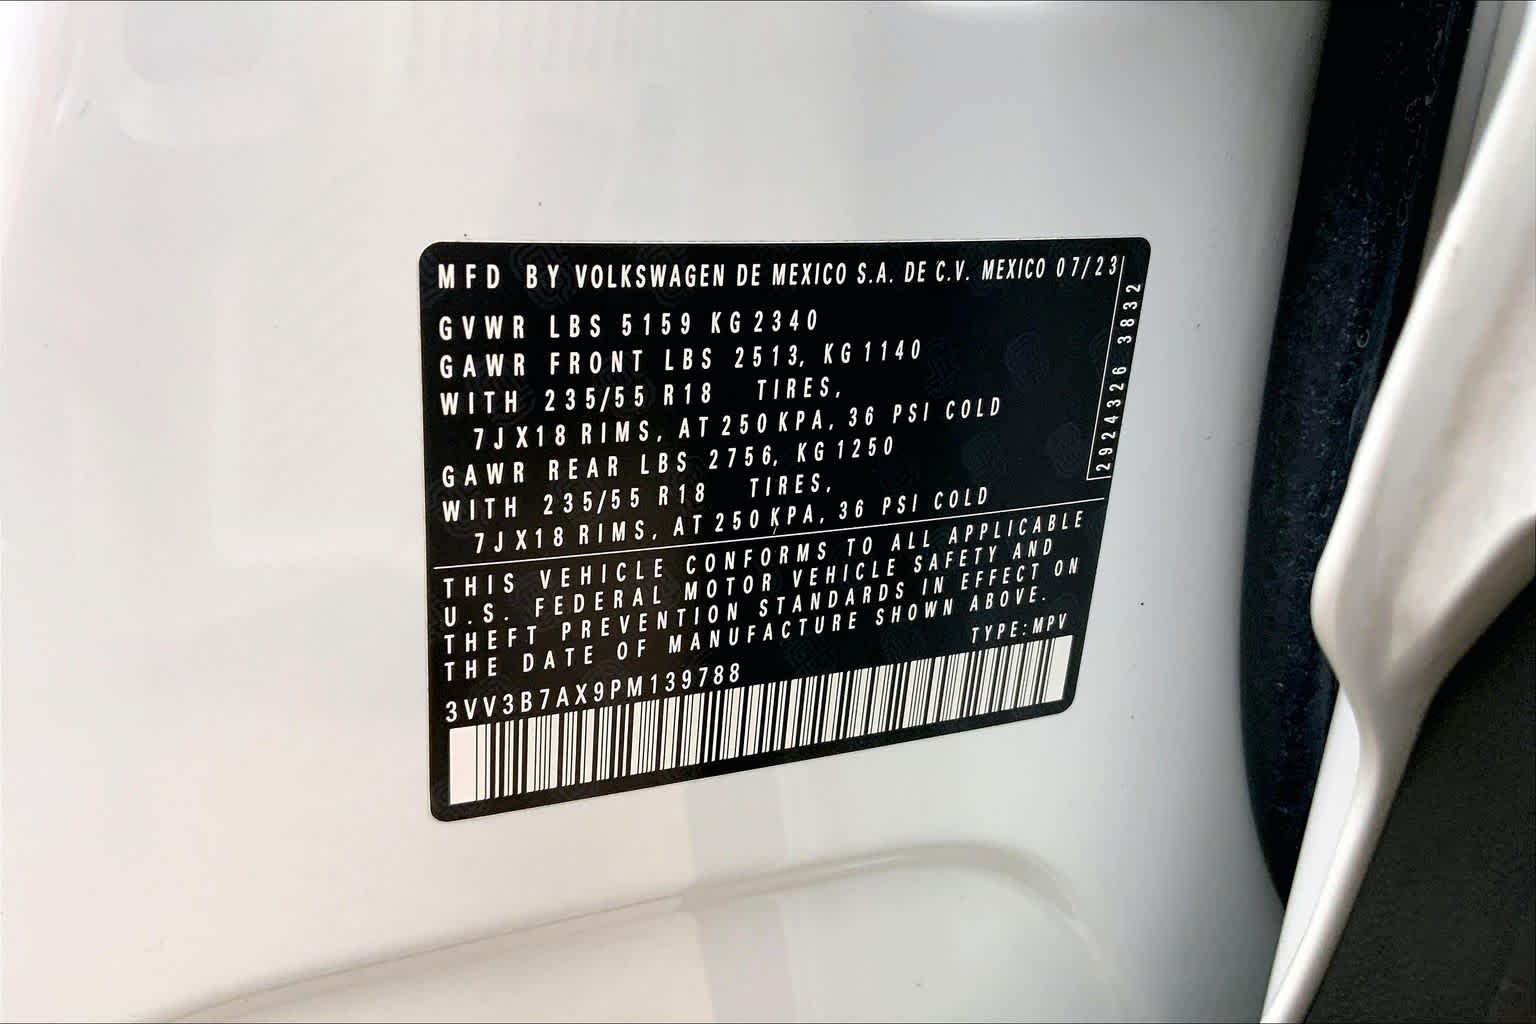 MFD BY VOLKSWAGEN DE MEXICO S.A. DE C.V. MEXICO 07/23
GVWR LBS 5159 KG 2340
GAWR FRONT LBS 2513, KG 1140
WITH 235/55 R18 TIRES,
7JX18 RIMS, AT 250 KPA, 36 PSI COLD
GAWR REAR LBS 2756, KG 1250
WITH 235/55 R18 TIRES,
7JX18 RIMS, AT 250 KPA, 36 PSI COLD
2924326 3832
THIS VEHICLE CONFORMS TO ALL APPLICABLE
U.S. FEDERAL MOTOR VEHICLE SAFETY AND
THEFT PREVENTION STANDARDS IN EFFECT ON
THE DATE OF MANUFACTURE SHOWN ABOVE.
TYPE:MPV
3VV3B7AX9PM139788